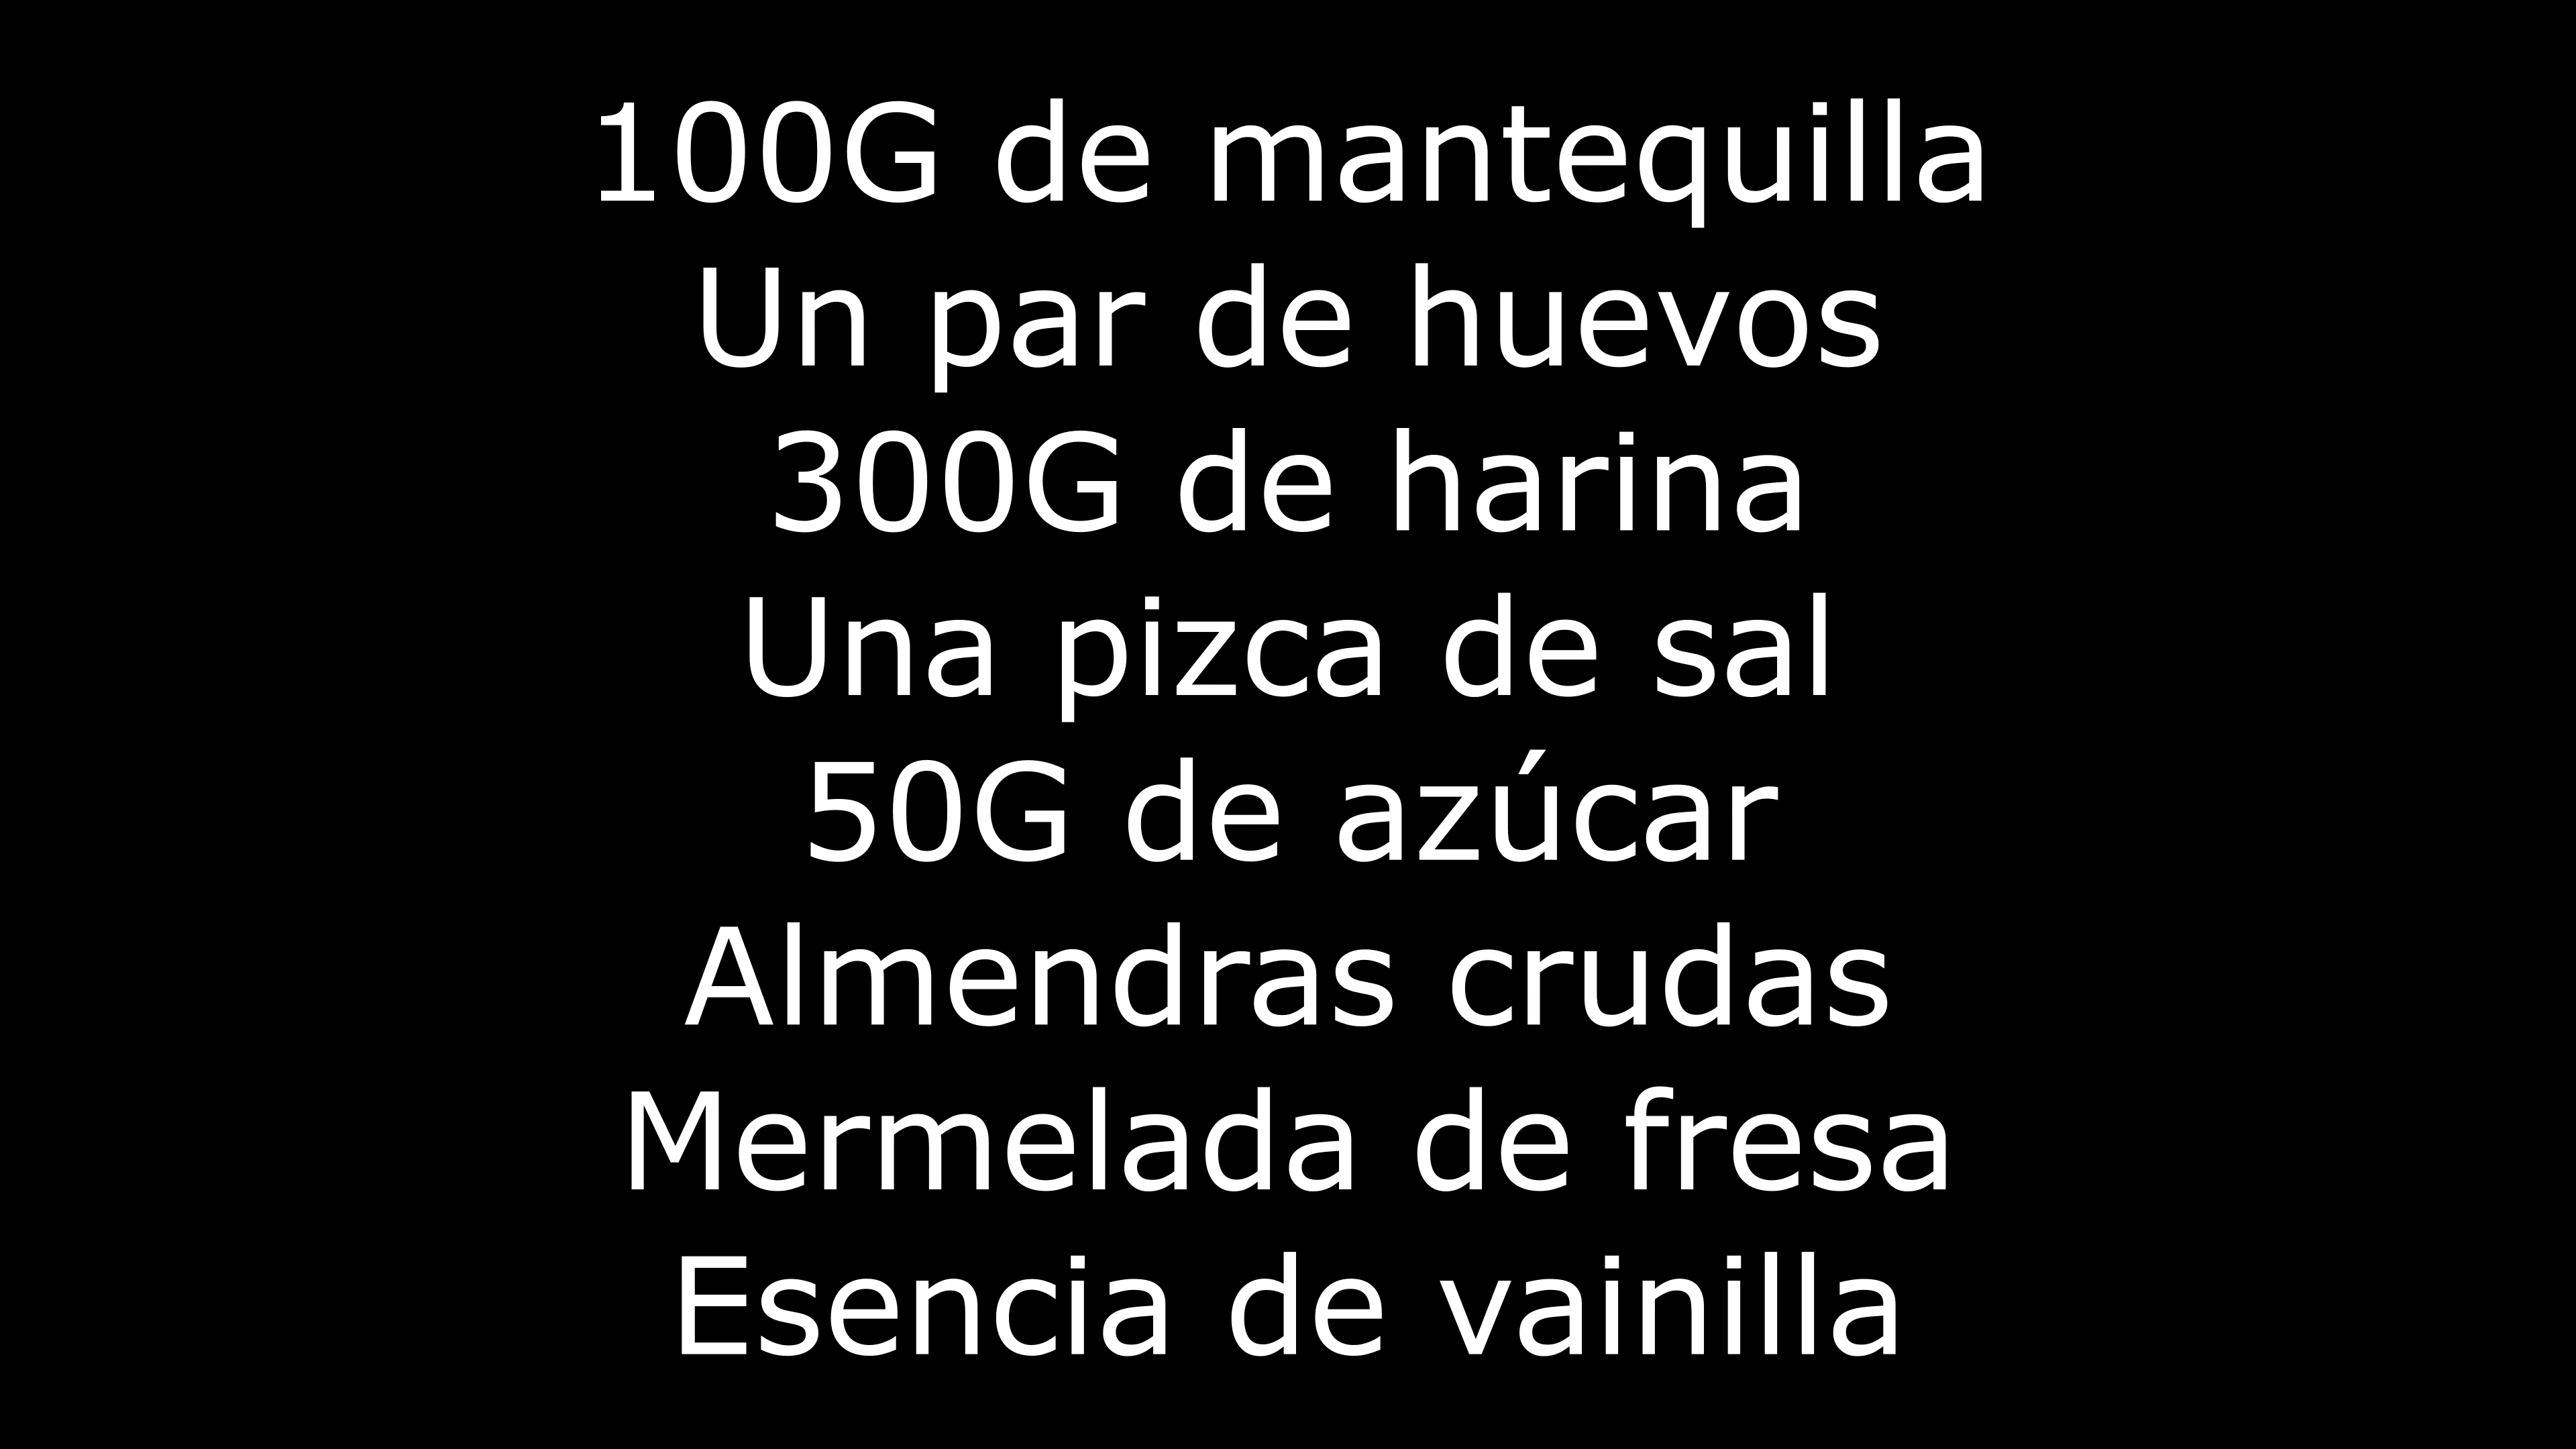 100G de mantequilla
Un par de huevos
300G de harina
Una pizca de sal
50G de azúcar
Almendras crudas
Mermelada de fresa
Esencia de vainilla